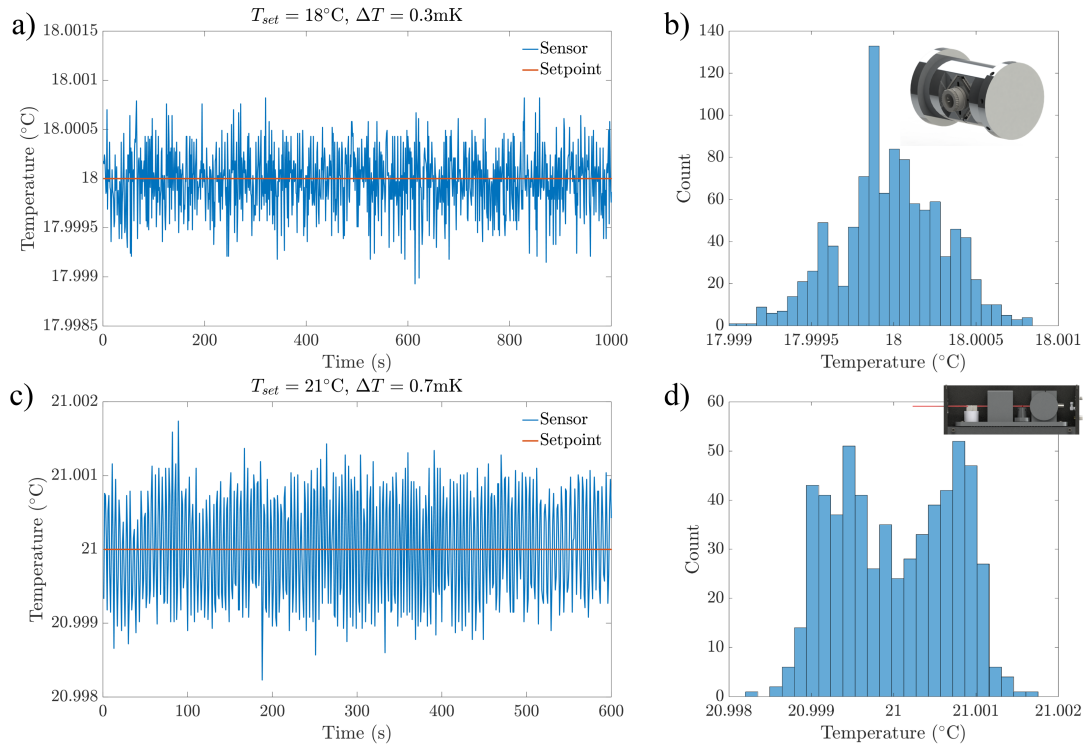 a)
T_set = 18°C, ΔT = 0.3mK
18.0015
18.001
18.0005
18
17.9995
17.999
17.9985
Temperature (°C)
Sensor
Setpoint
0 200 400 600 800 1000
Time (s)
b)
140
120
100
80
60
40
20
0
Count
17.999 17.9995 18 18.0005 18.001
Temperature (°C)
c)
T_set = 21°C, ΔT = 0.7mK
21.002
21.001
21
20.999
20.998
Temperature (°C)
Sensor
Setpoint
0 100 200 300 400 500 600
Time (s)
d)
60
50
40
30
20
10
0
Count
20.998 20.999 21 21.001 21.002
Temperature (°C)